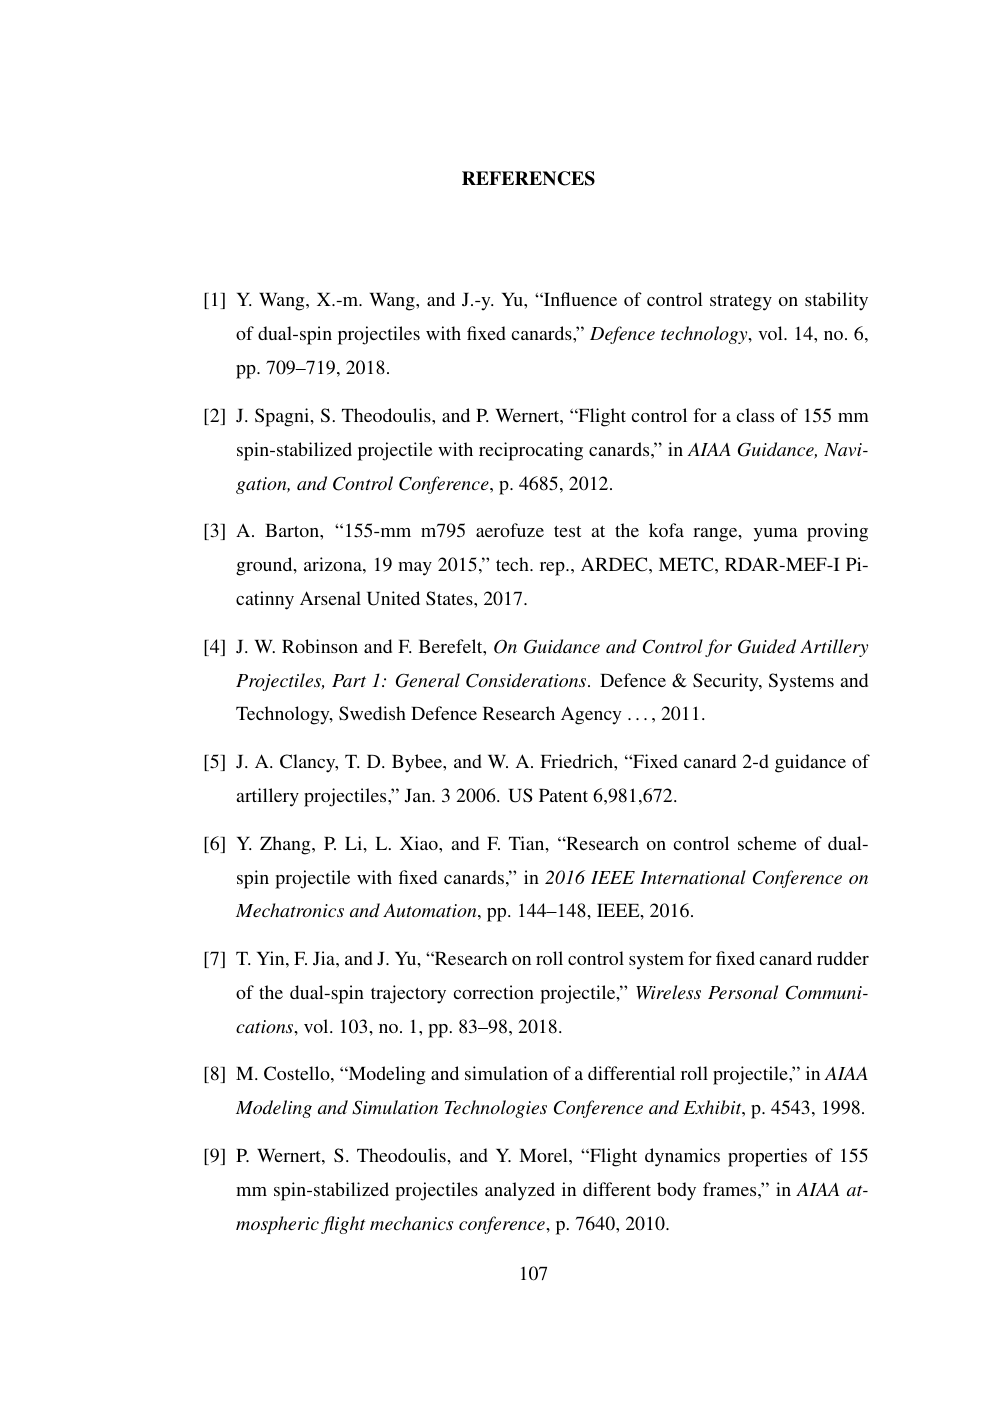 REFERENCES
[1] Y. Wang, X.-m. Wang, and J.-y. Yu, “Influence of control strategy on stability
of dual-spin projectiles with fixed canards,” Defence technology, vol. 14, no. 6,
pp. 709–719, 2018.
[2] J. Spagni, S. Theodoulis, and P. Wernert, “Flight control for a class of 155 mm
spin-stabilized projectile with reciprocating canards,” in AIAA Guidance, Navi-
gation, and Control Conference, p. 4685, 2012.
[3] A. Barton, “155-mm m795 aerofuze test at the kofa range, yuma proving
ground, arizona, 19 may 2015,” tech. rep., ARDEC, METC, RDAR-MEF-I Pi-
catinny Arsenal United States, 2017.
[4] J. W. Robinson and F. Berefelt, On Guidance and Control for Guided Artillery
Projectiles, Part 1: General Considerations. Defence & Security, Systems and
Technology, Swedish Defence Research Agency . . . , 2011.
[5] J. A. Clancy, T. D. Bybee, and W. A. Friedrich, “Fixed canard 2-d guidance of
artillery projectiles,” Jan. 3 2006. US Patent 6,981,672.
[6] Y. Zhang, P. Li, L. Xiao, and F. Tian, “Research on control scheme of dual-
spin projectile with fixed canards,” in 2016 IEEE International Conference on
Mechatronics and Automation, pp. 144–148, IEEE, 2016.
[7] T. Yin, F. Jia, and J. Yu, “Research on roll control system for fixed canard rudder
of the dual-spin trajectory correction projectile,” Wireless Personal Communi-
cations, vol. 103, no. 1, pp. 83–98, 2018.
[8] M. Costello, “Modeling and simulation of a differential roll projectile,” in AIAA
Modeling and Simulation Technologies Conference and Exhibit, p. 4543, 1998.
[9] P. Wernert, S. Theodoulis, and Y. Morel, “Flight dynamics properties of 155
mm spin-stabilized projectiles analyzed in different body frames,” in AIAA at-
mospheric flight mechanics conference, p. 7640, 2010.
107